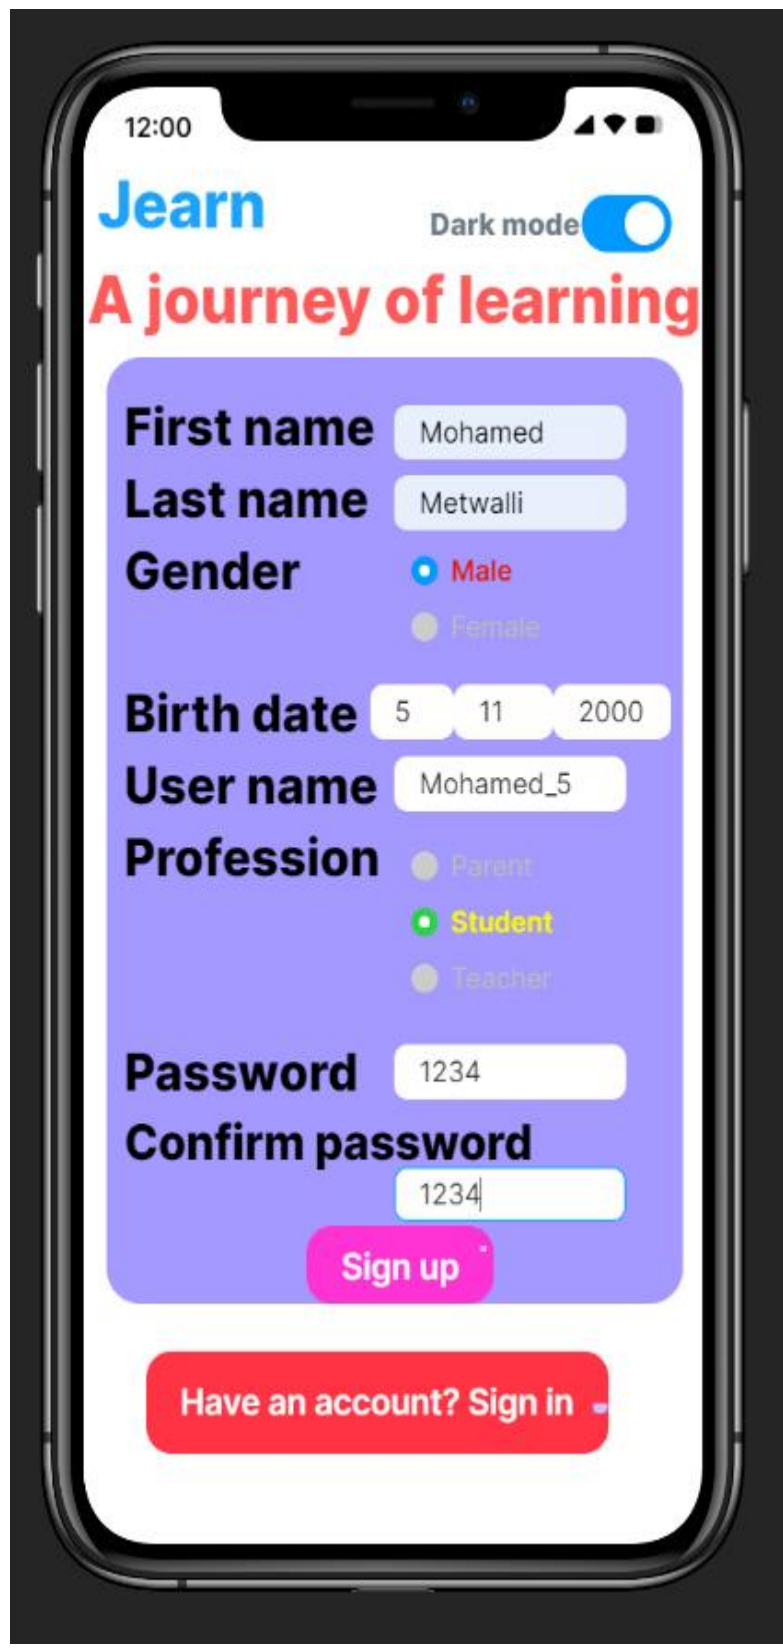 12:00
Jearn
Dark mode
A journey of learning
First name Mohamed
Last name Metwalli
Gender Male
Female
Birth date 5 11 2000
User name Mohamed_5
Profession Parent
Student
Teacher
Password 1234
Confirm password
1234
Sign up
Have an account? Sign in